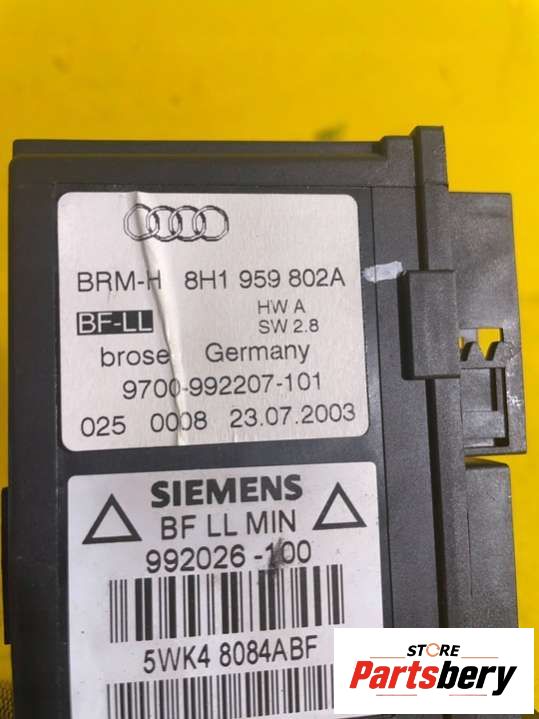 BRM-H 8H1 959 802A
BF-LL HW A
SW 2.8
brose Germany
9700-992207-101
025 0008 23.07.2003
SIEMENS
BF LL MIN
992026-100
5WK4 8084ABF
STORE
Partsbery